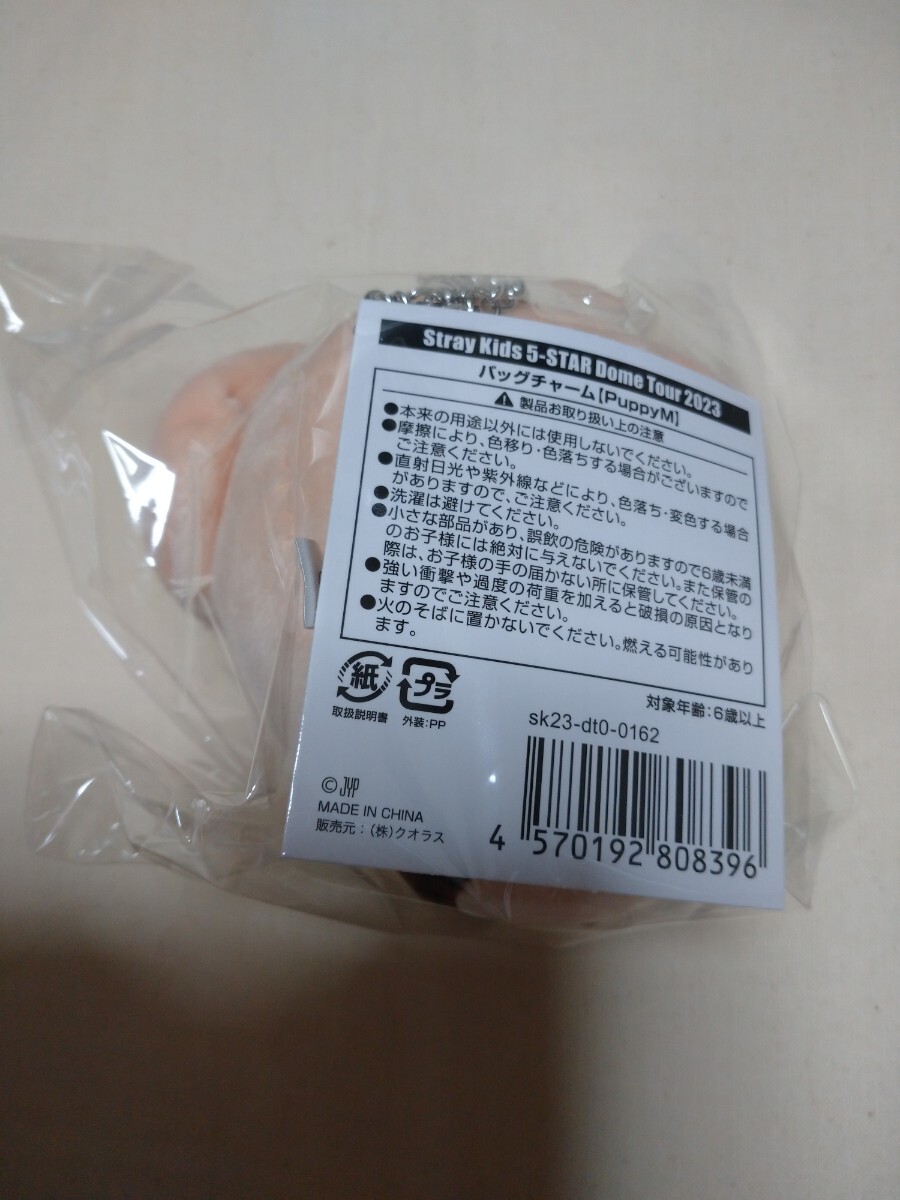 Stray Kids 5-STAR Dome Tour 2023
バッグチャーム【PuppyM】
⚠ 製品お取り扱い上の注意
●本来の用途以外には使用しないでください。
●摩擦により、色移り・色落ちする場合がございますので
ご注意ください。
●直射日光や紫外線などにより、色落ち・変色する場合
がありますので、ご注意ください。
●洗濯は避けてください。
●小さな部品があり、誤飲の危険がありますので6歳未満
のお子様には絶対に与えないでください。また保管の
際は、お子様の手の届かない所に保管してください。
●強い衝撃や過度の荷重を加えると破損の原因となり
ますのでご注意ください。
●火のそばに置かないでください。燃える可能性があり
ます。
対象年齢:6歳以上
紙
取扱説明書
プラ
外装:PP
sk23-dt0-0162
© JYP
MADE IN CHINA
販売元:(株)クオラス
4 570192 808396